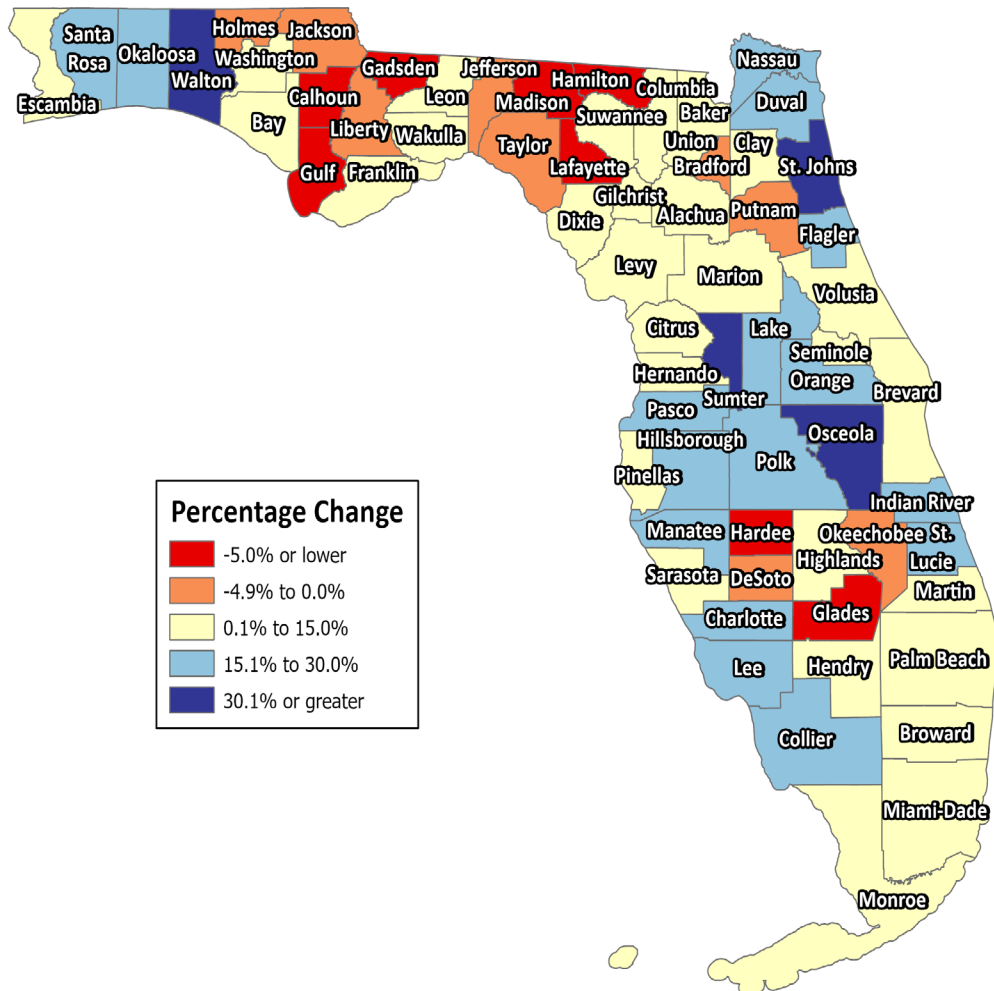 Holmes
Jackson
Santa
Rosa
Okaloosa
Walton
Washington
Escambia
Bay
Calhoun
Gulf
Liberty
Franklin
Gadsden
Leon
Wakulla
Jefferson
Madison
Taylor
Hamilton
Suwannee
Lafayette
Columbia
Baker
Union
Bradford
Nassau
Duval
Clay
St. Johns
Gilchrist
Dixie
Alachua
Putnam
Flagler
Levy
Marion
Volusia
Citrus
Lake
Seminole
Hernando
Sumter
Orange
Brevard
Pasco
Hillsborough
Pinellas
Polk
Osceola
Indian River
Manatee
Hardee
Okeechobee
St.
Lucie
Highlands
Sarasota
DeSoto
Martin
Charlotte
Glades
Lee
Hendry
Palm Beach
Collier
Broward
Miami-Dade
Monroe
Percentage Change
-5.0% or lower
-4.9% to 0.0%
0.1% to 15.0%
15.1% to 30.0%
30.1% or greater